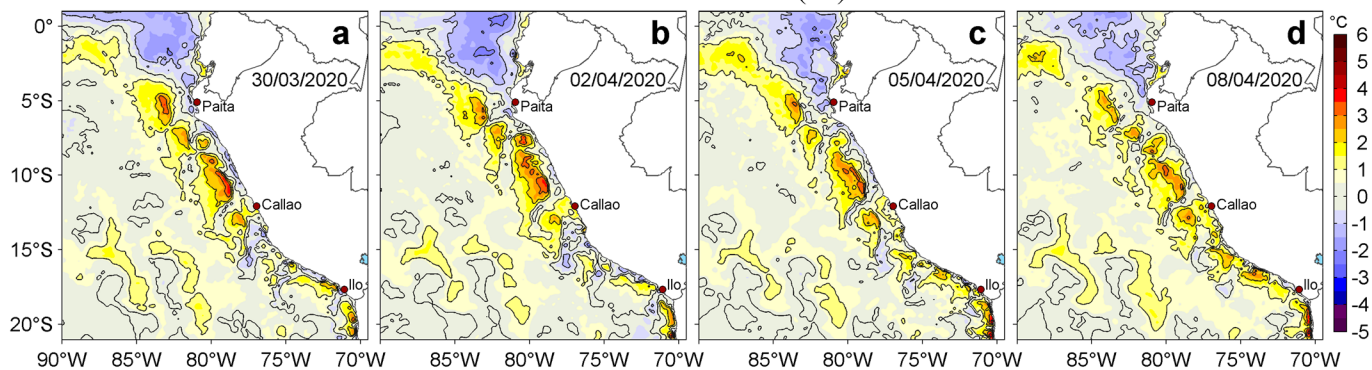 a
b
c
d
°C
30/03/2020
02/04/2020
05/04/2020
08/04/2020
0°
5°S
10°S
15°S
20°S
Paita
Callao
Ilo
Paita
Callao
Ilo
Paita
Callao
Ilo
Paita
Callao
Ilo
6
5
4
3
2
1
0
-1
-2
-3
-4
-5
90°W 85°W 80°W 75°W 70°W
85°W 80°W 75°W 70°W
85°W 80°W 75°W 70°W
85°W 80°W 75°W 70°W